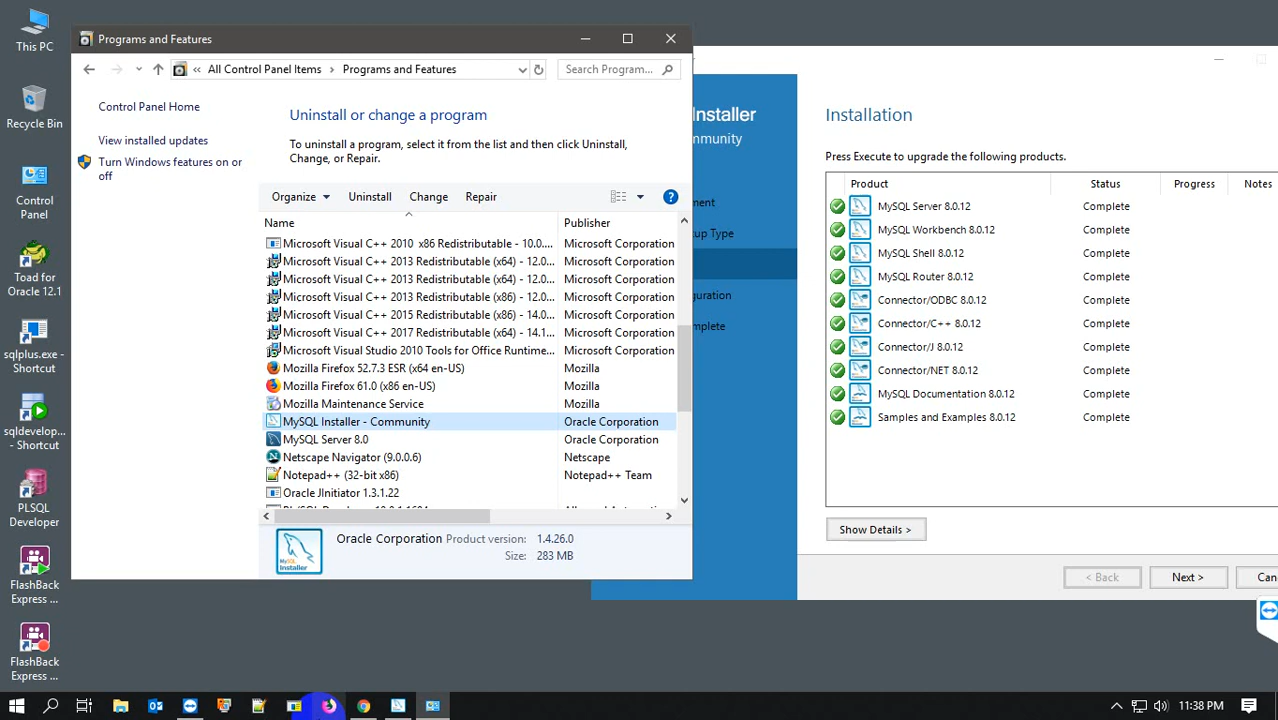 This PC
Recycle Bin
Control
Panel
Toad for
Oracle 12.1
sqlplus.exe -
Shortcut
sqldevelop...
- Shortcut
PLSQL
Developer
FlashBack
Express ...
FlashBack
Express ...
Programs and Features
« All Control Panel Items › Programs and Features
Search Program...
Control Panel Home
View installed updates
Turn Windows features on or
off
Uninstall or change a program
To uninstall a program, select it from the list and then click Uninstall,
Change, or Repair.
Organize Uninstall Change Repair
Name Publisher
Microsoft Visual C++ 2010 x86 Redistributable - 10.0.... Microsoft Corporation
Microsoft Visual C++ 2013 Redistributable (x64) - 12.0... Microsoft Corporation
Microsoft Visual C++ 2013 Redistributable (x64) - 12.0... Microsoft Corporation
Microsoft Visual C++ 2013 Redistributable (x86) - 12.0... Microsoft Corporation
Microsoft Visual C++ 2015 Redistributable (x86) - 14.0... Microsoft Corporation
Microsoft Visual C++ 2017 Redistributable (x64) - 14.1... Microsoft Corporation
Microsoft Visual Studio 2010 Tools for Office Runtime... Microsoft Corporation
Mozilla Firefox 52.7.3 ESR (x64 en-US) Mozilla
Mozilla Firefox 61.0 (x86 en-US) Mozilla
Mozilla Maintenance Service Mozilla
MySQL Installer - Community Oracle Corporation
MySQL Server 8.0 Oracle Corporation
Netscape Navigator (9.0.0.6) Netscape
Notepad++ (32-bit x86) Notepad++ Team
Oracle JInitiator 1.3.1.22
MySQL
Installer
Oracle Corporation Product version: 1.4.26.0
Size: 283 MB
Installer
mmunity
ment
up Type
uration
mplete
Installation
Press Execute to upgrade the following products.
Product Status Progress Notes
MySQL Server 8.0.12 Complete
MySQL Workbench 8.0.12 Complete
MySQL Shell 8.0.12 Complete
MySQL Router 8.0.12 Complete
Connector/ODBC 8.0.12 Complete
Connector/C++ 8.0.12 Complete
Connector/J 8.0.12 Complete
Connector/NET 8.0.12 Complete
MySQL Documentation 8.0.12 Complete
Samples and Examples 8.0.12 Complete
Show Details >
< Back Next > Can
11:38 PM